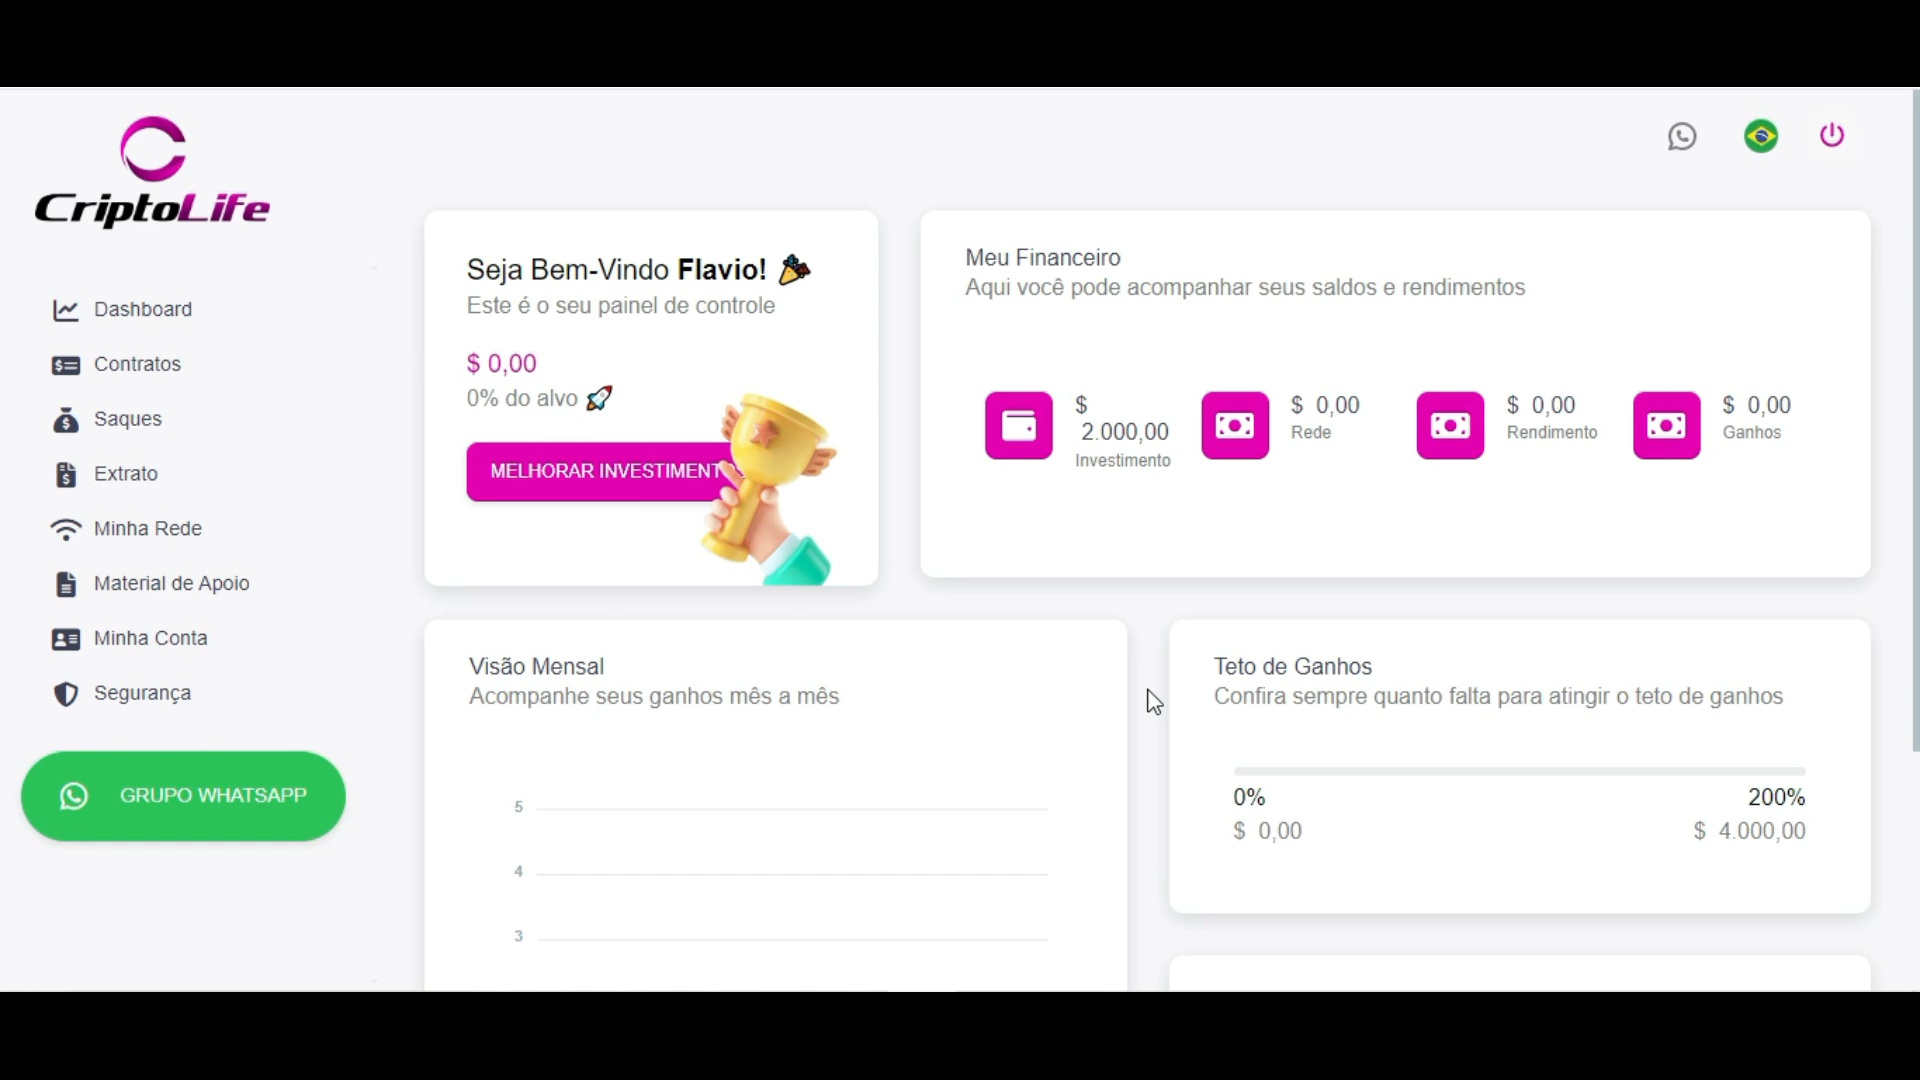 CriptoLife
Dashboard
Contratos
Saques
Extrato
Minha Rede
Material de Apoio
Minha Conta
Segurança
GRUPO WHATSAPP
Seja Bem-Vindo Flavio!
Este é o seu painel de controle
$ 0,00
0% do alvo
MELHORAR INVESTIMENTO
Meu Financeiro
Aqui você pode acompanhar seus saldos e rendimentos
$
2.000,00
Investimento
$ 0,00
Rede
$ 0,00
Rendimento
$ 0,00
Ganhos
Visão Mensal
Acompanhe seus ganhos mês a mês
5
4
3
Teto de Ganhos
Confira sempre quanto falta para atingir o teto de ganhos
0% 200%
$ 0,00 $ 4.000,00